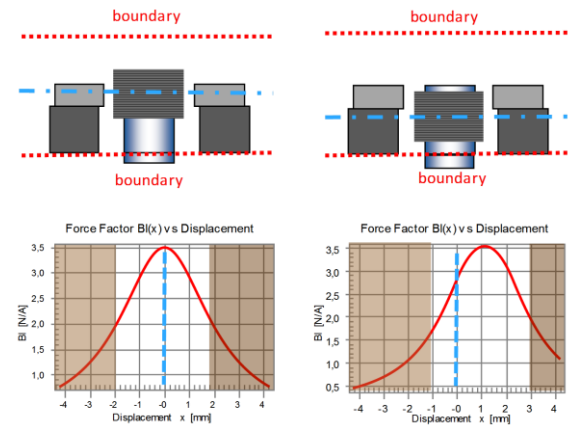 boundary
boundary
boundary
boundary
Force Factor Bl(x) vs Displacement
3,5
3,0
2,5
2,0
1,5
1,0
Bl [N/A]
-4 -3 -2 -1 -0 1 2 3 4
Displacement x [mm]
Force Factor Bl(x) vs Displacement
3,5
3,0
2,5
2,0
1,5
1,0
0,5
Bl [N/A]
-4 -3 -2 -1 -0 1 2 3 4
Displacement x [mm]